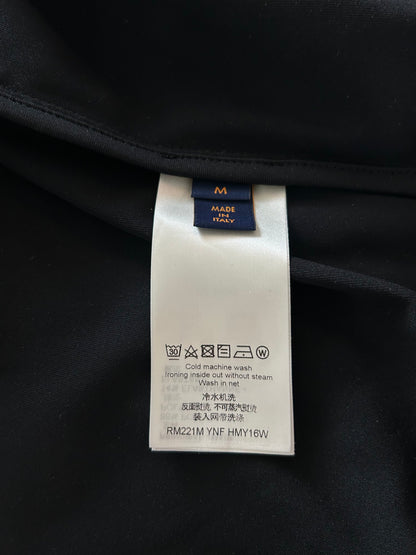 M
MADE
IN
ITALY
30 W
Cold machine wash
Ironing inside out without steam
Wash in net
冷水机洗
反面熨烫, 不可蒸汽熨烫
装入网带洗涤
RM221M YNF HMY16W